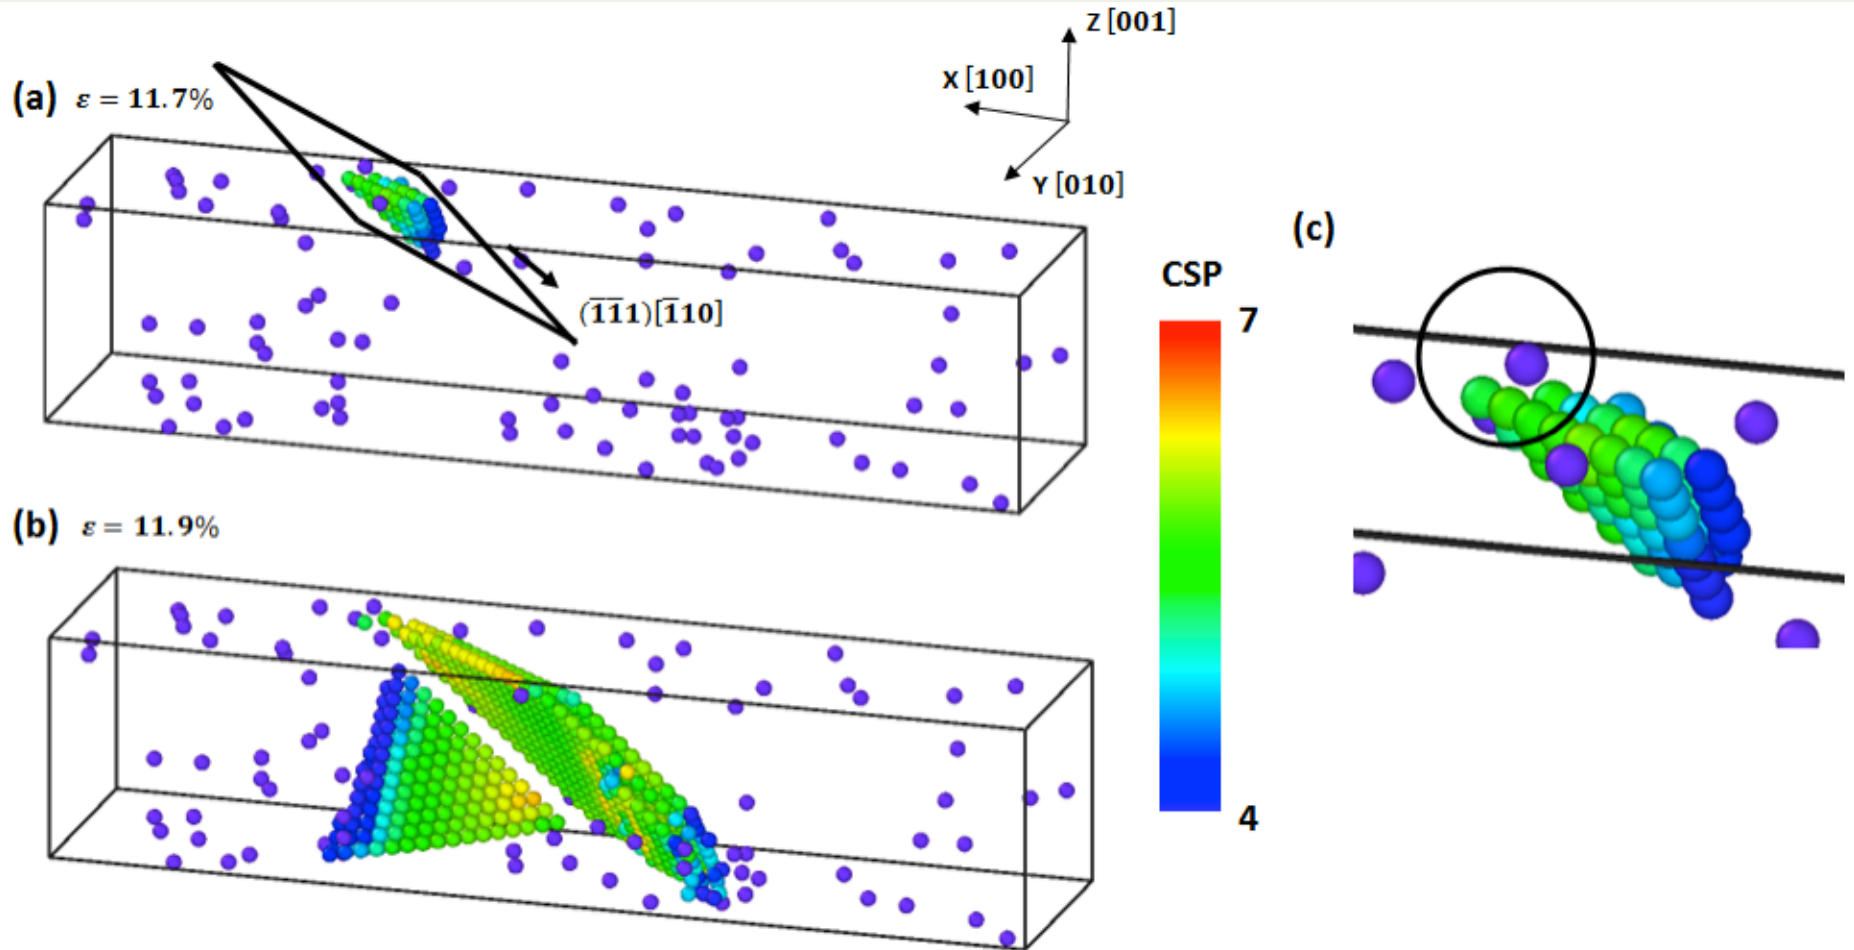 Z [001]
X [100]
(a) ε = 11.7%
Y [010]
(c)
CSP
(1̅1̅1)[1̅10]
7
(b) ε = 11.9%
4